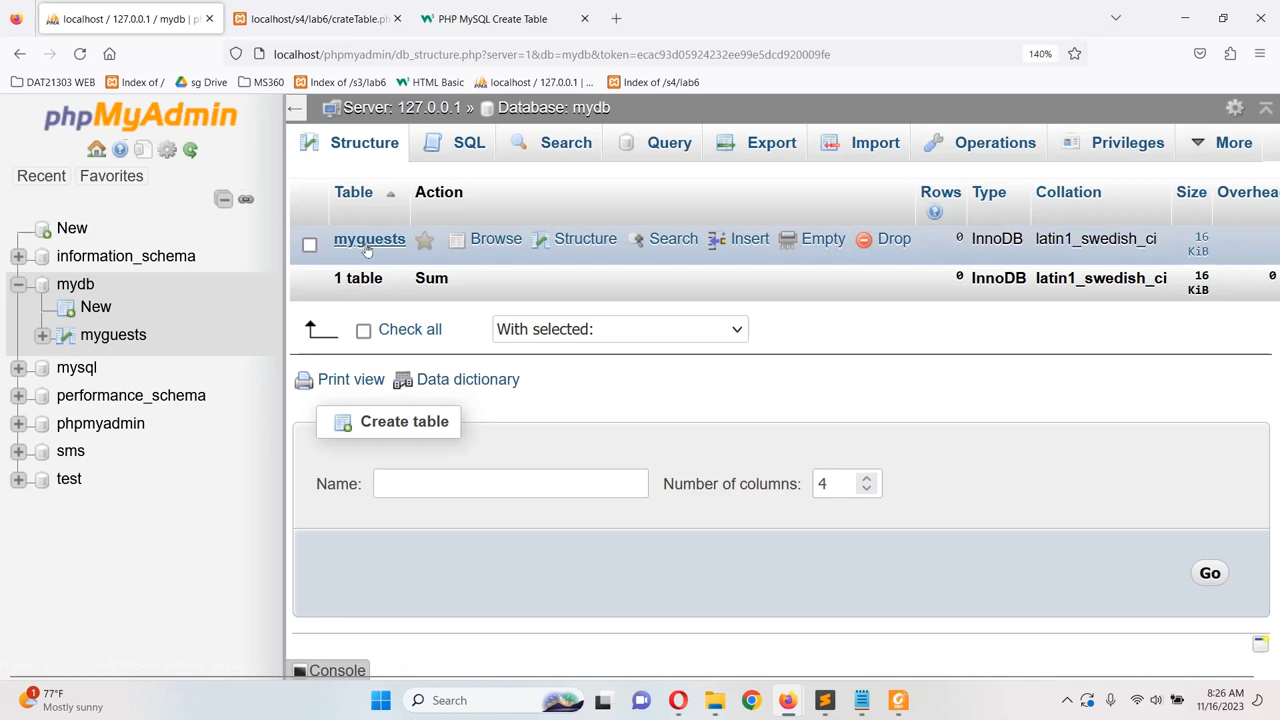 localhost / 127.0.0.1 / mydb | p
localhost/s4/lab6/crateTable.php
PHP MySQL Create Table
localhost/phpmyadmin/db_structure.php?server=1&db=mydb&token=ecac93d05924232ee99e5dcd920009fe
140%
DAT21303 WEB
Index of /
sg Drive
MS360
Index of /s3/lab6
HTML Basic
localhost / 127.0.0.1 | ...
Index of /s4/lab6
phpMyAdmin
Recent
Favorites
New
information_schema
mydb
New
myguests
mysql
performance_schema
phpmyadmin
sms
test
Server: 127.0.0.1 » Database: mydb
Structure
SQL
Search
Query
Export
Import
Operations
Privileges
More
Table Action Rows Type Collation Size Overhea
myguests Browse Structure Search Insert Empty Drop 0 InnoDB latin1_swedish_ci 16 KiB
1 table Sum 0 InnoDB latin1_swedish_ci 16 KiB 0
Check all
With selected:
Print view
Data dictionary
Create table
Name:
Number of columns: 4
Go
Console
1
77°F
Mostly sunny
Search
8:26 AM
11/16/2023